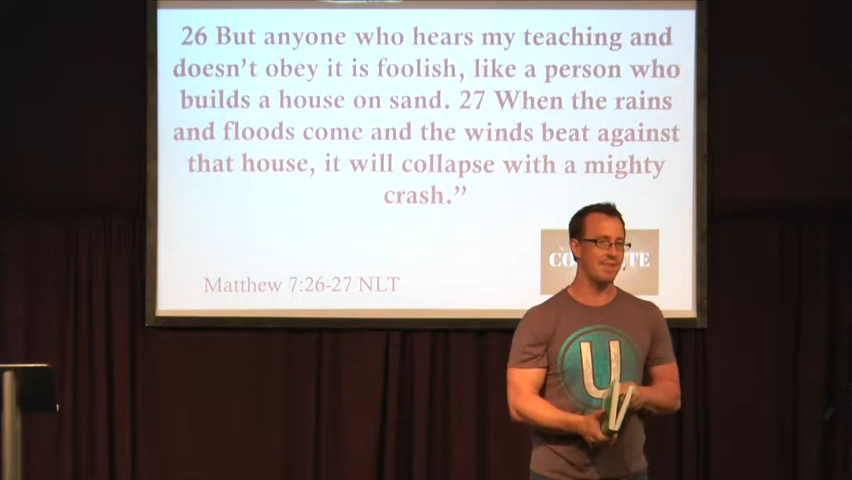 26 But anyone who hears my teaching and
doesn’t obey it is foolish, like a person who
builds a house on sand. 27 When the rains
and floods come and the winds beat against
that house, it will collapse with a mighty
crash.”
Matthew 7:26-27 NLT
U